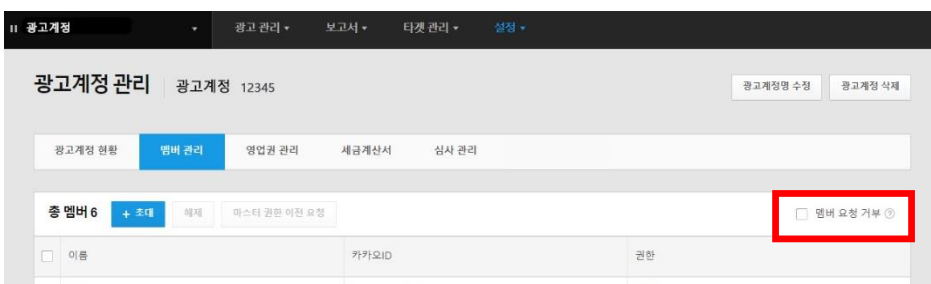 광고계정 광고 관리 보고서 타겟 관리 설정
광고계정 관리 광고계정 12345 광고계정명 수정 광고계정 삭제
광고계정 현황 멤버 관리 영업권 관리 세금계산서 심사 관리
총 멤버 6 + 초대 해제 마스터 권한 이전 요청 멤버 요청 거부 ?
이름 카카오ID 권한